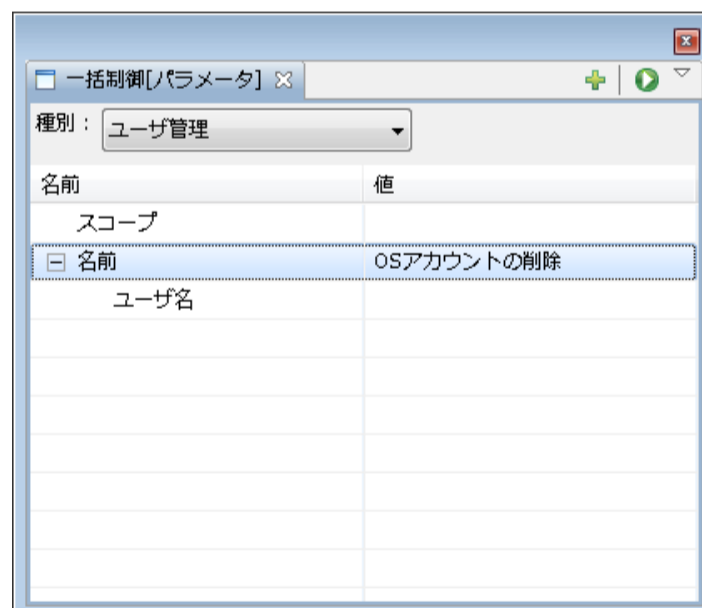 一括制御[パラメータ]
種別： ユーザ管理
名前 値
スコープ
名前 OSアカウントの削除
ユーザ名